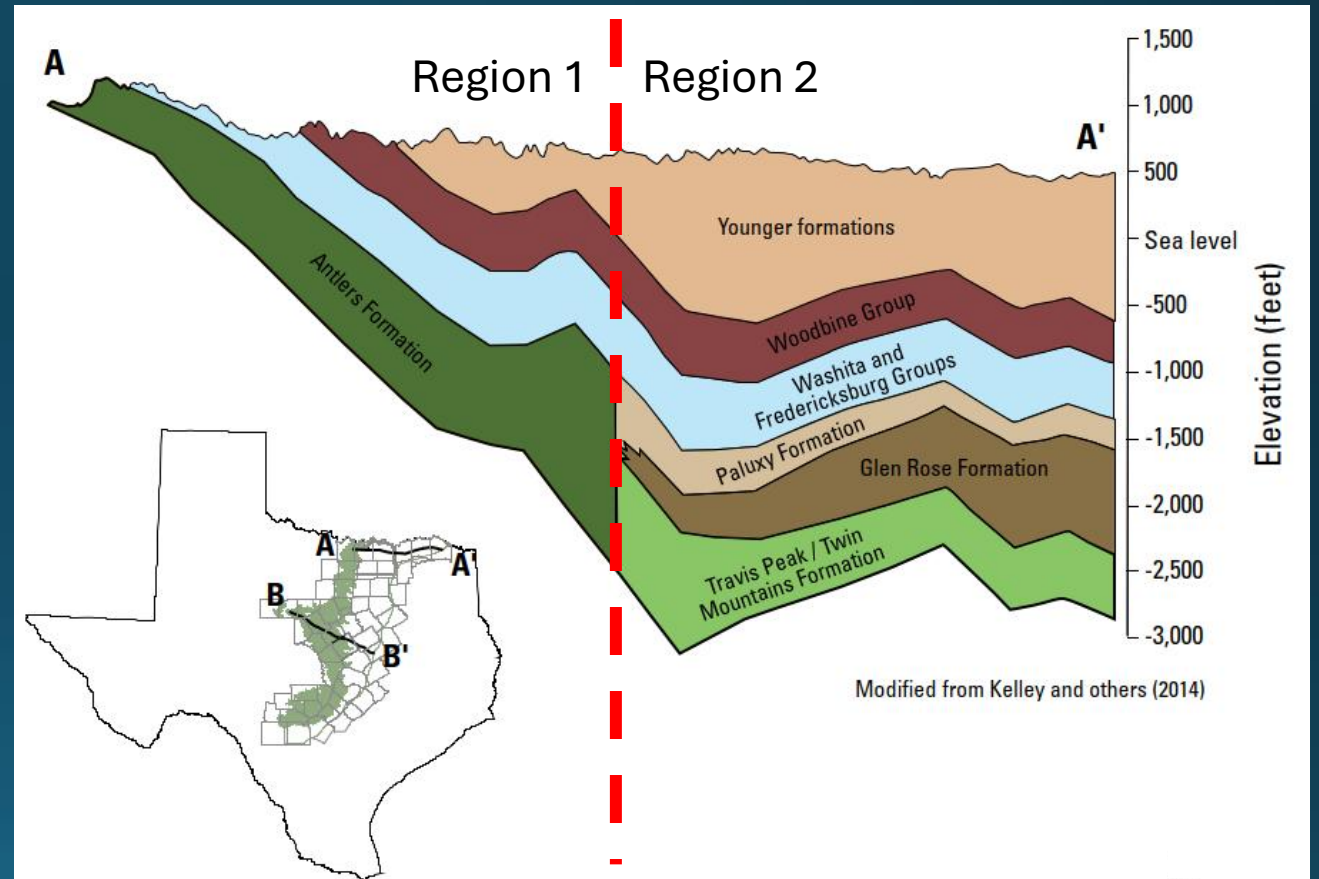 A
Region 1
Region 2
A'
1,500
1,000
500
Sea level
-500
-1,000
-1,500
-2,000
-2,500
-3,000
Elevation (feet)
Younger formations
Woodbine Group
Washita and
Fredericksburg Groups
Paluxy Formation
Glen Rose Formation
Travis Peak / Twin
Mountains Formation
Antlers Formation
A
A'
B
B'
Modified from Kelley and others (2014)